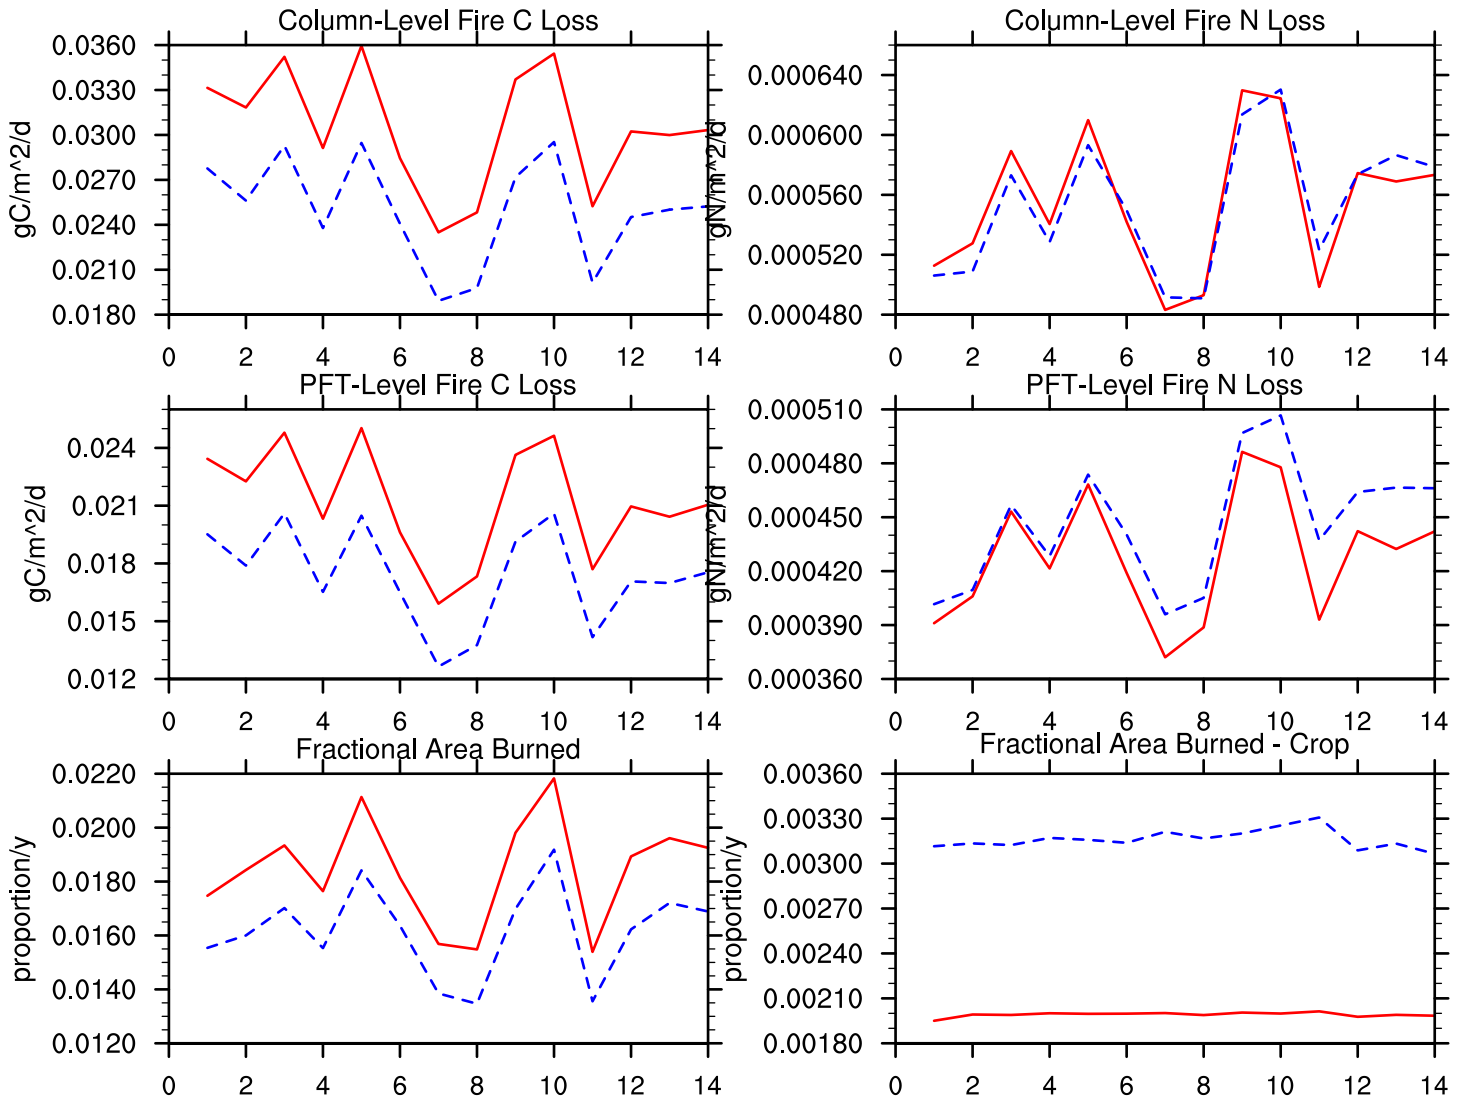 Column-Level Fire C Loss
gC/m^2/d
0.0360
0.0330
0.0300
0.0270
0.0240
0.0210
0.0180
0 2 4 6 8 10 12 14
Column-Level Fire N Loss
gN/m^2/d
0.000640
0.000600
0.000560
0.000520
0.000480
0 2 4 6 8 10 12 14
PFT-Level Fire C Loss
gC/m^2/d
0.024
0.021
0.018
0.015
0.012
0 2 4 6 8 10 12 14
PFT-Level Fire N Loss
gN/m^2/d
0.000510
0.000480
0.000450
0.000420
0.000390
0.000360
0 2 4 6 8 10 12 14
Fractional Area Burned
proportion/y
0.0220
0.0200
0.0180
0.0160
0.0140
0.0120
0 2 4 6 8 10 12 14
Fractional Area Burned - Crop
proportion/y
0.00360
0.00330
0.00300
0.00270
0.00240
0.00210
0.00180
0 2 4 6 8 10 12 14